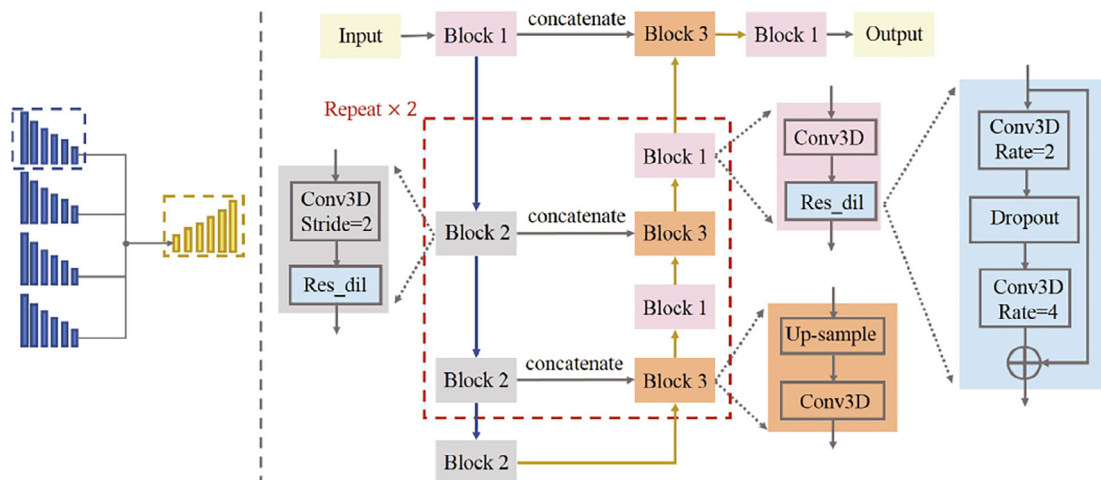 concatenate
Input
Block 1
Block 3
Block 1
Output
Repeat × 2
Block 1
Conv3D
Res_dil
Conv3D
Rate=2
Dropout
Conv3D
Rate=4
Conv3D
Stride=2
Res_dil
Block 2
concatenate
Block 3
Block 1
Block 2
concatenate
Block 3
Up-sample
Conv3D
Block 2